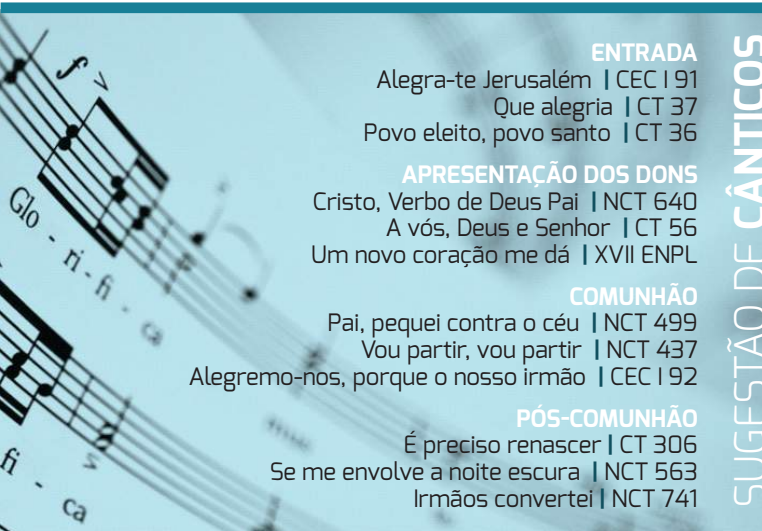 ENTRADA
Alegra-te Jerusalém | CEC I 91
Que alegria | CT 37
Povo eleito, povo santo | CT 36
APRESENTAÇÃO DOS DONS
Cristo, Verbo de Deus Pai | NCT 640
A vós, Deus e Senhor | CT 56
Um novo coração me dá | XVII ENPL
COMUNHÃO
Pai, pequei contra o céu | NCT 499
Vou partir, vou partir | NCT 437
Alegremo-nos, porque o nosso irmão | CEC I 92
PÓS-COMUNHÃO
É preciso renascer | CT 306
Se me envolve a noite escura | NCT 563
Irmãos convertei | NCT 741
SUGESTÃO DE CÂNTICOS
f
Glo - ri - fi - ca
fi - ca